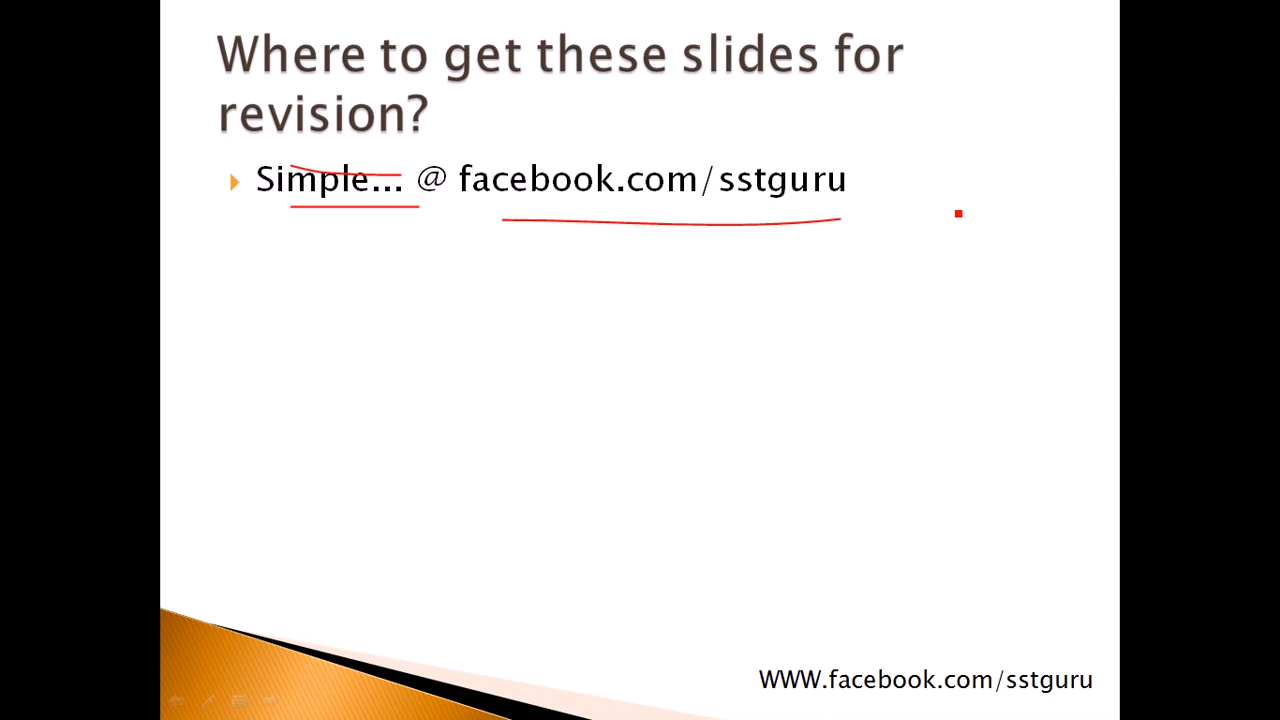 Where to get these slides for
revision?
Simple... @ facebook.com/sstguru
WWW.facebook.com/sstguru